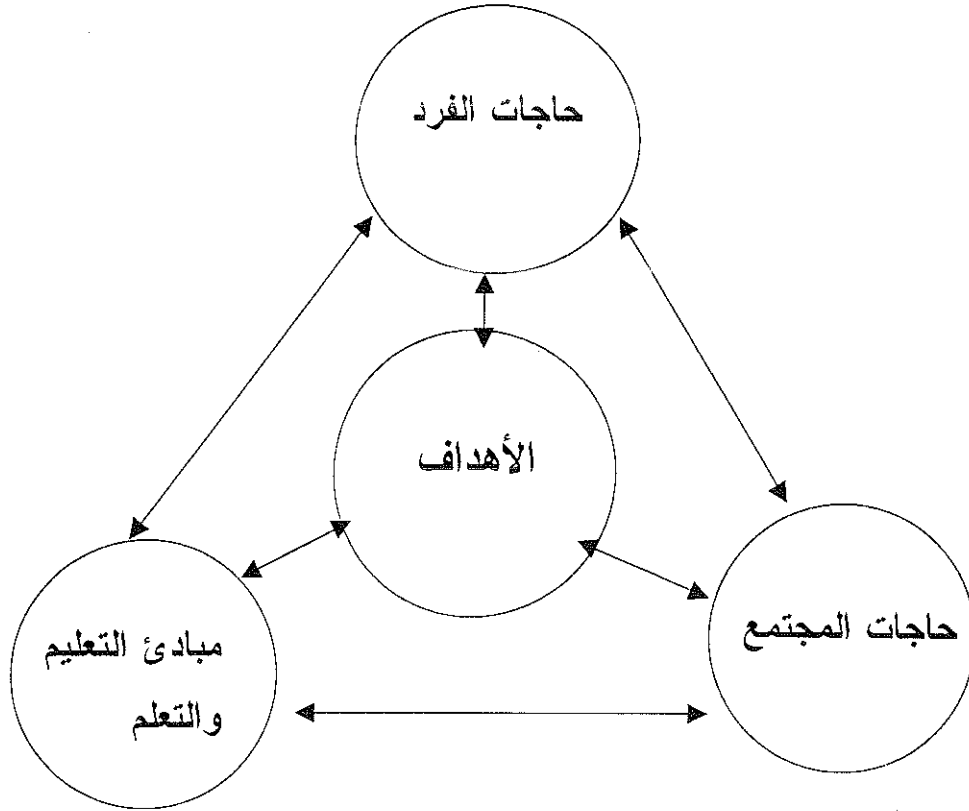 حاجات الفرد
الأهداف
حاجات المجتمع
مبادئ التعليم
والتعلم